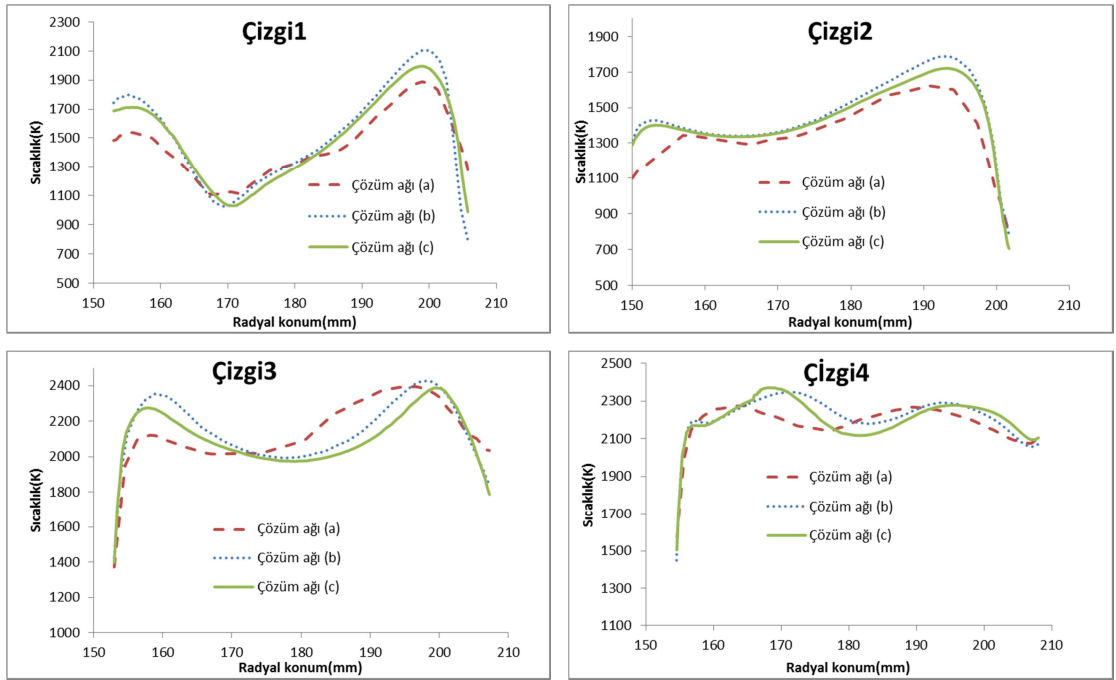 Çizgi1
2300
2100
1900
1700
1500
1300
1100
900
700
500
Sıcaklık(K)
Çözüm ağı (a)
Çözüm ağı (b)
Çözüm ağı (c)
150 160 170 180 190 200 210
Radyal konum(mm)
Çizgi2
1900
1700
1500
1300
1100
900
700
500
Sıcaklık(K)
Çözüm ağı (a)
Çözüm ağı (b)
Çözüm ağı (c)
150 160 170 180 190 200 210
Radyal konum(mm)
Çizgi3
2400
2200
2000
1800
1600
1400
1200
1000
Sıcaklık(K)
Çözüm ağı (a)
Çözüm ağı (b)
Çözüm ağı (c)
150 160 170 180 190 200 210
Radyal konum(mm)
Çİzgi4
2500
2300
2100
1900
1700
1500
1300
1100
Sıcaklık(K)
Çözüm ağı (a)
Çözüm ağı (b)
Çözüm ağı (c)
150 160 170 180 190 200 210
Radyal konum(mm)